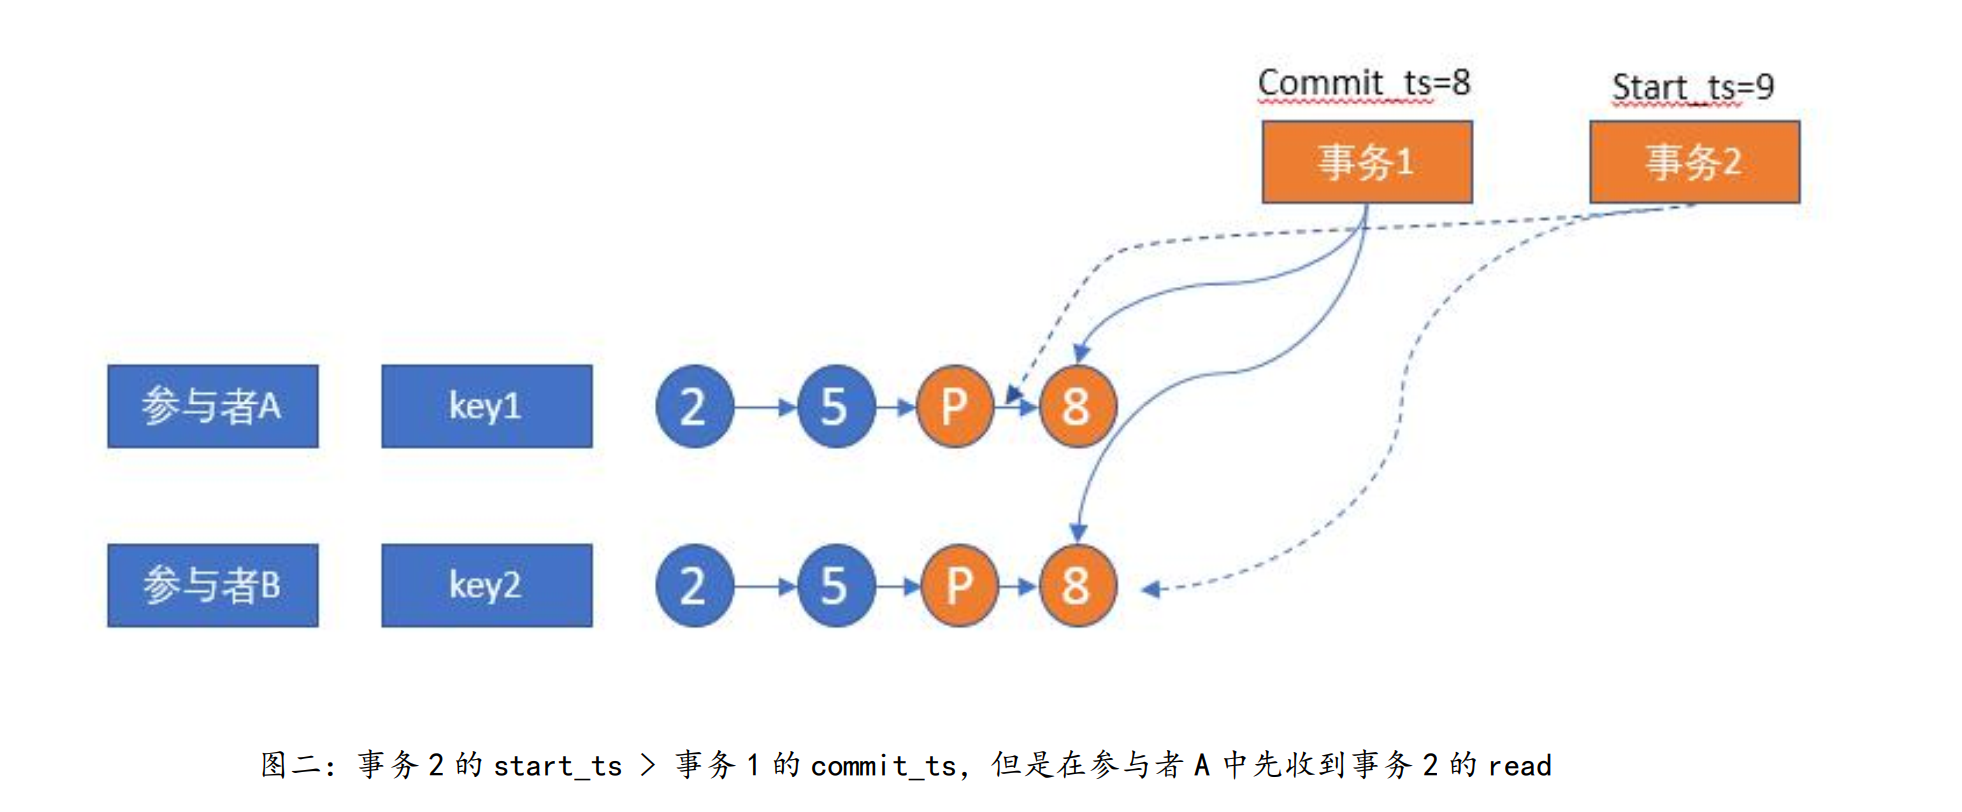 Commit_ts=8
Start_ts=9
事务1
事务2
参与者A
key1
2
5
P
8
参与者B
key2
2
5
P
8
图二：事务2的start_ts > 事务1的commit_ts，但是在参与者A中先收到事务2的read